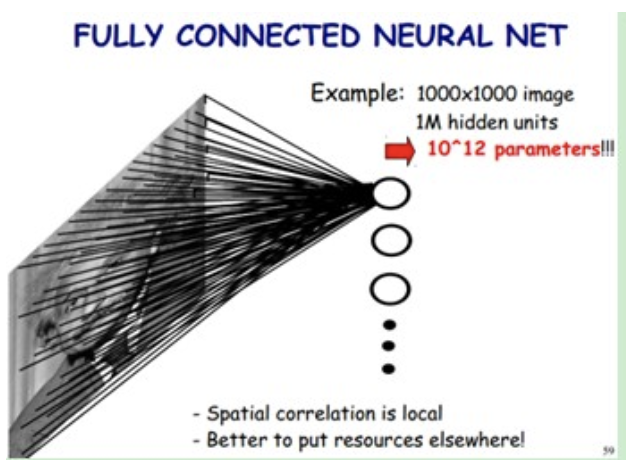 FULLY CONNECTED NEURAL NET
Example: 1000x1000 image
1M hidden units
10^12 parameters!!!
- Spatial correlation is local
- Better to put resources elsewhere!
59